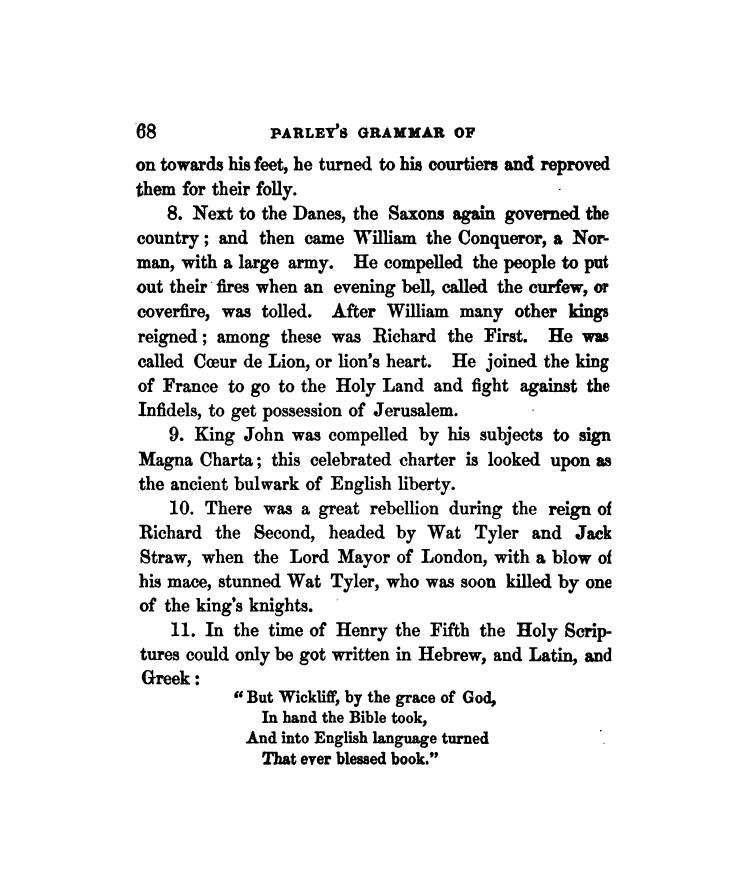 68 PARLEY'S GRAMMAR OF
on towards his feet, he turned to his courtiers and reproved
them for their folly.
8. Next to the Danes, the Saxons again governed the
country; and then came William the Conqueror, a Nor-
man, with a large army. He compelled the people to put
out their fires when an evening bell, called the curfew, or
coverfire, was tolled. After William many other kings
reigned; among these was Richard the First. He was
called Cœur de Lion, or lion's heart. He joined the king
of France to go to the Holy Land and fight against the
Infidels, to get possession of Jerusalem.
9. King John was compelled by his subjects to sign
Magna Charta; this celebrated charter is looked upon as
the ancient bulwark of English liberty.
10. There was a great rebellion during the reign of
Richard the Second, headed by Wat Tyler and Jack
Straw, when the Lord Mayor of London, with a blow of
his mace, stunned Wat Tyler, who was soon killed by one
of the king's knights.
11. In the time of Henry the Fifth the Holy Scrip-
tures could only be got written in Hebrew, and Latin, and
Greek:
"But Wickliff, by the grace of God,
In hand the Bible took,
And into English language turned
That ever blessed book."